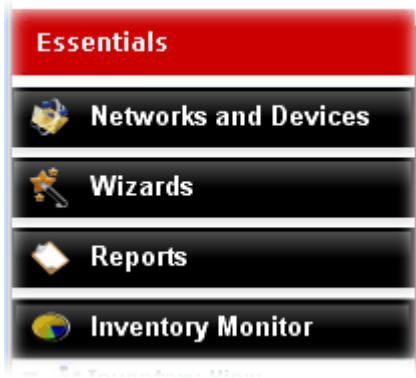 Essentials
Networks and Devices
Wizards
Reports
Inventory Monitor